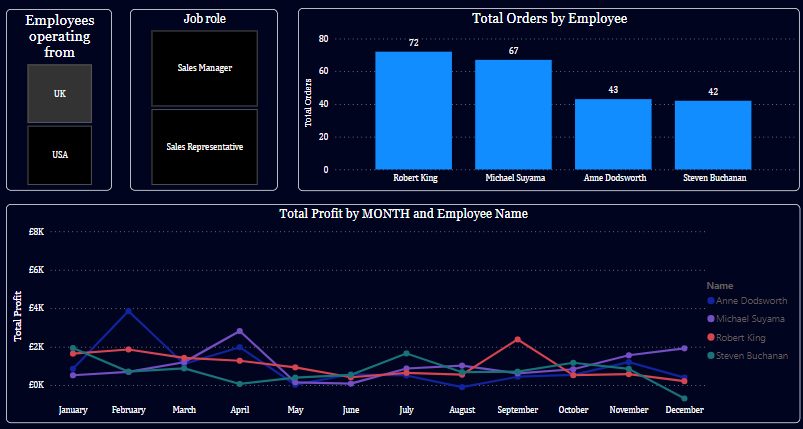 Employees
operating
from
UK
USA
Job role
Sales Manager
Sales Representative
Total Orders by Employee
Total Orders
80
60
40
20
0
72
67
43
42
Robert King
Michael Suyama
Anne Dodsworth
Steven Buchanan
Total Profit by MONTH and Employee Name
Total Profit
£8K
£6K
£4K
£2K
£0K
January
February
March
April
May
June
July
August
September
October
November
December
Name
Anne Dodsworth
Michael Suyama
Robert King
Steven Buchanan